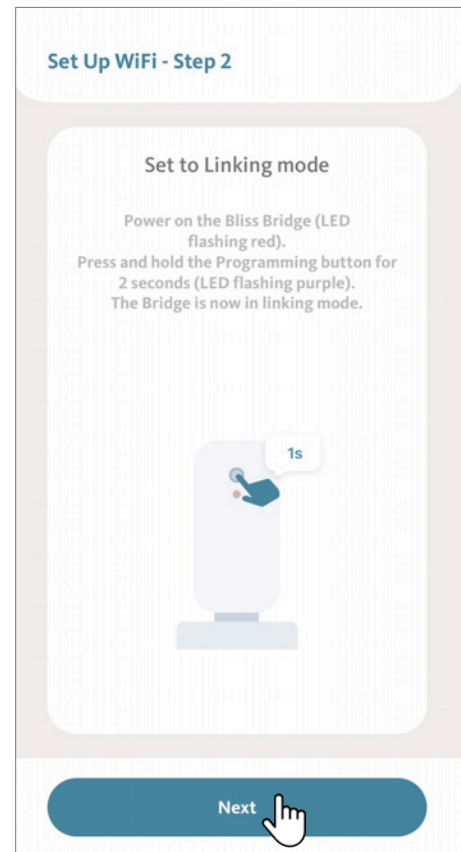 Set Up WiFi - Step 2
Set to Linking mode
Power on the Bliss Bridge (LED
flashing red).
Press and hold the Programming button for
2 seconds (LED flashing purple).
The Bridge is now in linking mode.
1s
Next